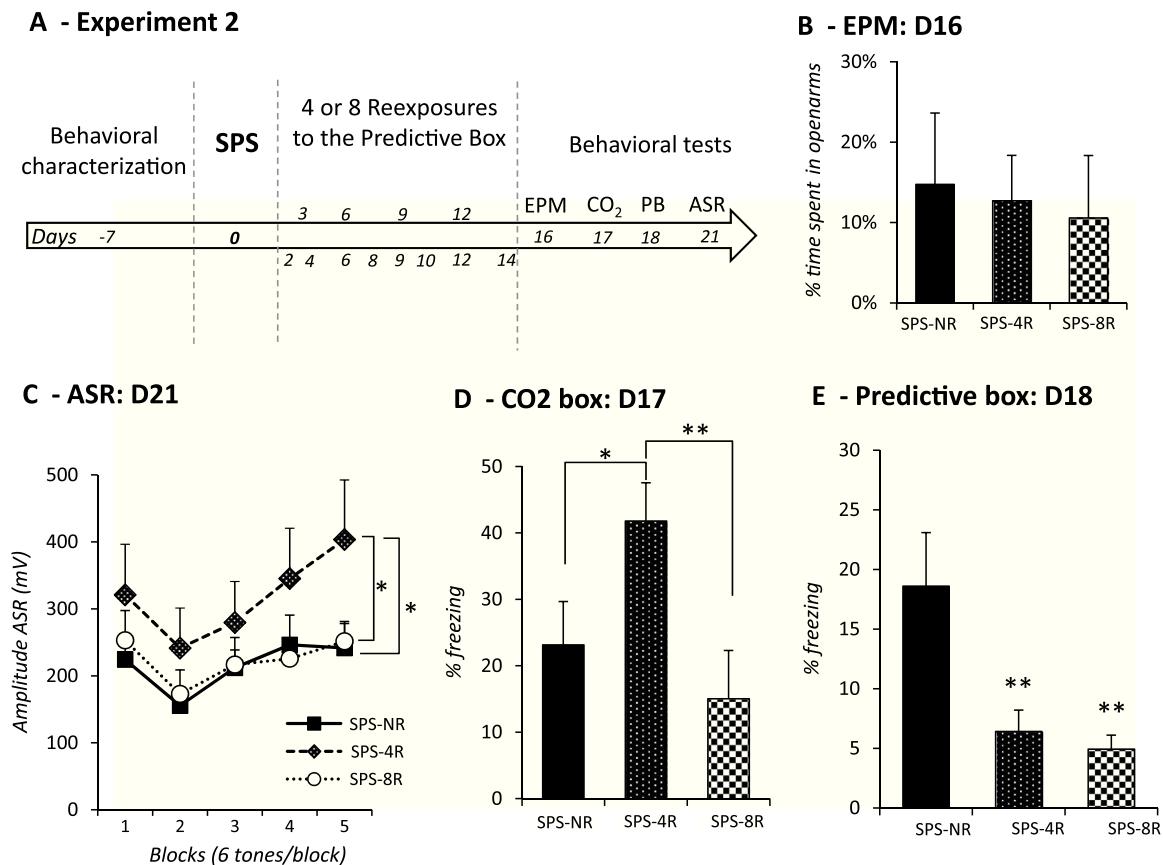 A - Experiment 2
Behavioral
characterization
SPS
4 or 8 Reexposures
to the Predictive Box
Behavioral tests
3 6 9 12
EPM CO2 PB ASR
Days -7 0 16 17 18 21
2 4 6 8 9 10 12 14
B - EPM: D16
% time spent in openarms
30%
20%
10%
0%
SPS-NR SPS-4R SPS-8R
C - ASR: D21
Amplitude ASR (mV)
500
400
300
200
100
0
*
*
SPS-NR
SPS-4R
SPS-8R
1 2 3 4 5
Blocks (6 tones/block)
D - CO2 box: D17
% freezing
50
40
30
20
10
0
*
**
SPS-NR SPS-4R SPS-8R
E - Predictive box: D18
% freezing
30
25
20
15
10
5
0
**
**
SPS-NR SPS-4R SPS-8R